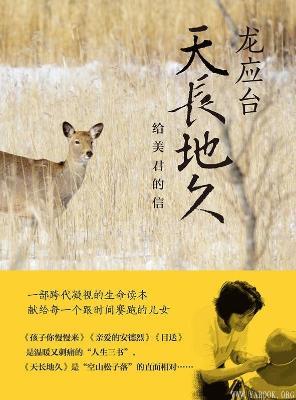 龙应台
天長地久
给美君的信
一部跨代凝视的生命读本
献给每一个跟时间赛跑的儿女
《孩子你慢慢来》《亲爱的安德烈》《目送》
是温暖又刺痛的“人生三书”，
《天长地久》是“空山松子落”的直面相对……
WWW.YABOOK.ORG